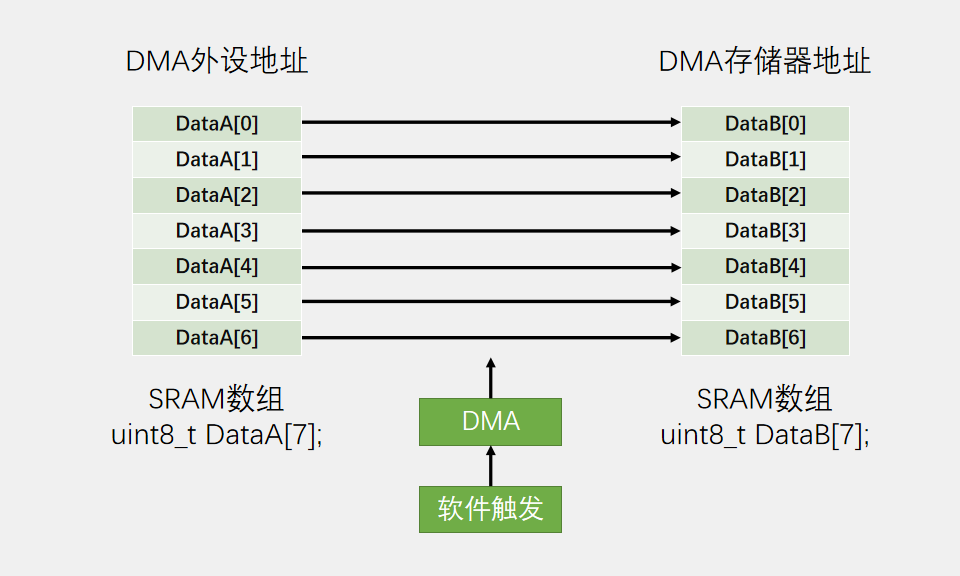 DMA外设地址
DMA存储器地址
DataA[0]
DataB[0]
DataA[1]
DataB[1]
DataA[2]
DataB[2]
DataA[3]
DataB[3]
DataA[4]
DataB[4]
DataA[5]
DataB[5]
DataA[6]
DataB[6]
SRAM数组
uint8_t DataA[7];
SRAM数组
uint8_t DataB[7];
DMA
软件触发